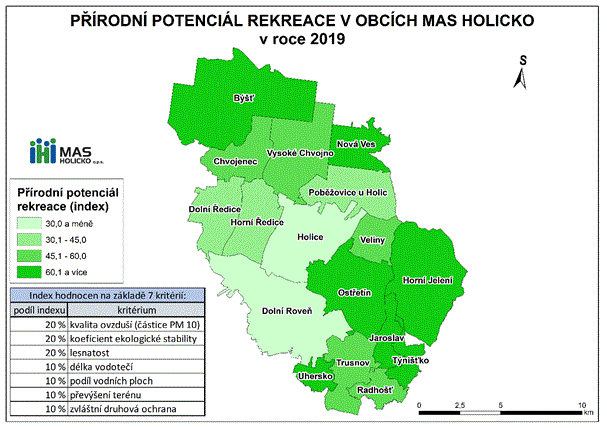 PŘÍRODNÍ POTENCIÁL REKREACE V OBCÍCH MAS HOLICKO
v roce 2019
S
Býšť
Nová Ves
MAS
HOLICKO o.p.s.
Vysoké Chvojno
Chvojenec
Přírodní potenciál
rekreace (index)
30,0 a méně
30,1 - 45,0
45,1 - 60,0
60,1 a více
Poběžovice u Holic
Dolní Ředice
Horní Ředice
Holice
Veliny
Horní Jelení
Ostřetín
Dolní Roveň
Jaroslav
Týnišťko
Trusnov
Uhersko
Radhošť
Index hodnocen na základě 7 kritérií:
podíl indexu kritérium
20 % kvalita ovzduší (částice PM 10)
20 % koeficient ekologické stability
20 % lesnatost
10 % délka vodotečí
10 % podíl vodních ploch
10 % převýšení terénu
10 % zvláštní druhová ochrana
0 2,5 5 10
km